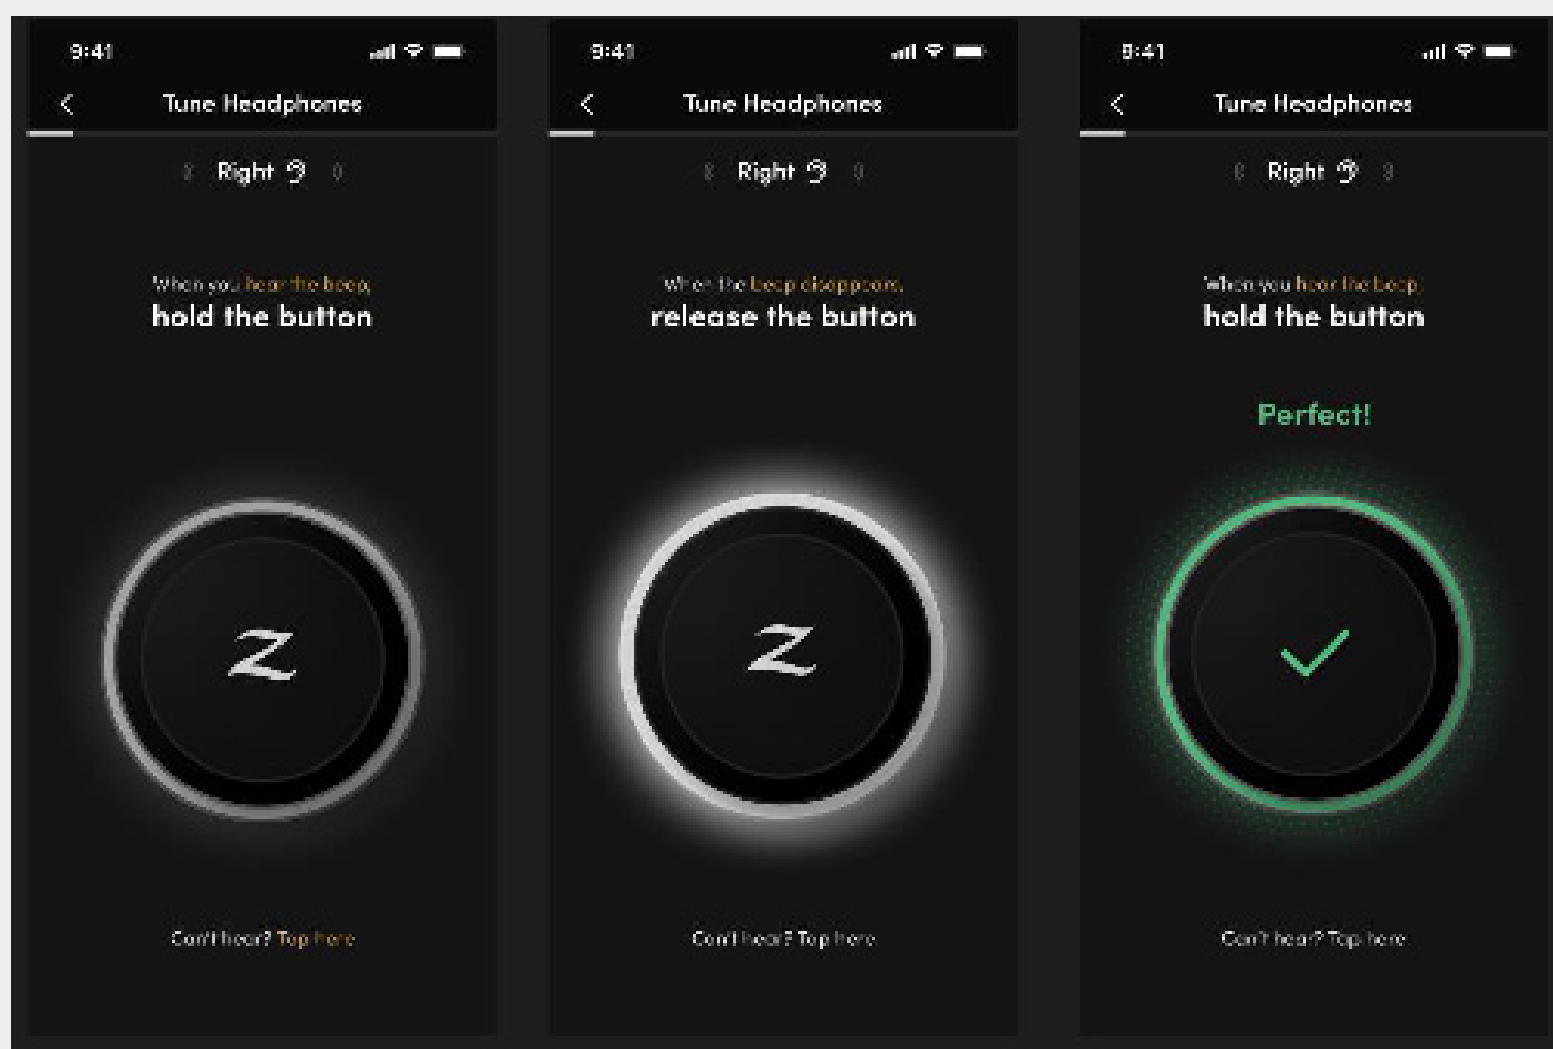 9:41
Tune Headphones
Right
When you hear the beep,
hold the button
Z
Can't hear? Tap here
9:41
Tune Headphones
Right
When the beep disappears,
release the button
Z
Can't hear? Tap here
9:41
Tune Headphones
Right
When you hear the beep,
hold the button
Perfect!
Can't hear? Tap here